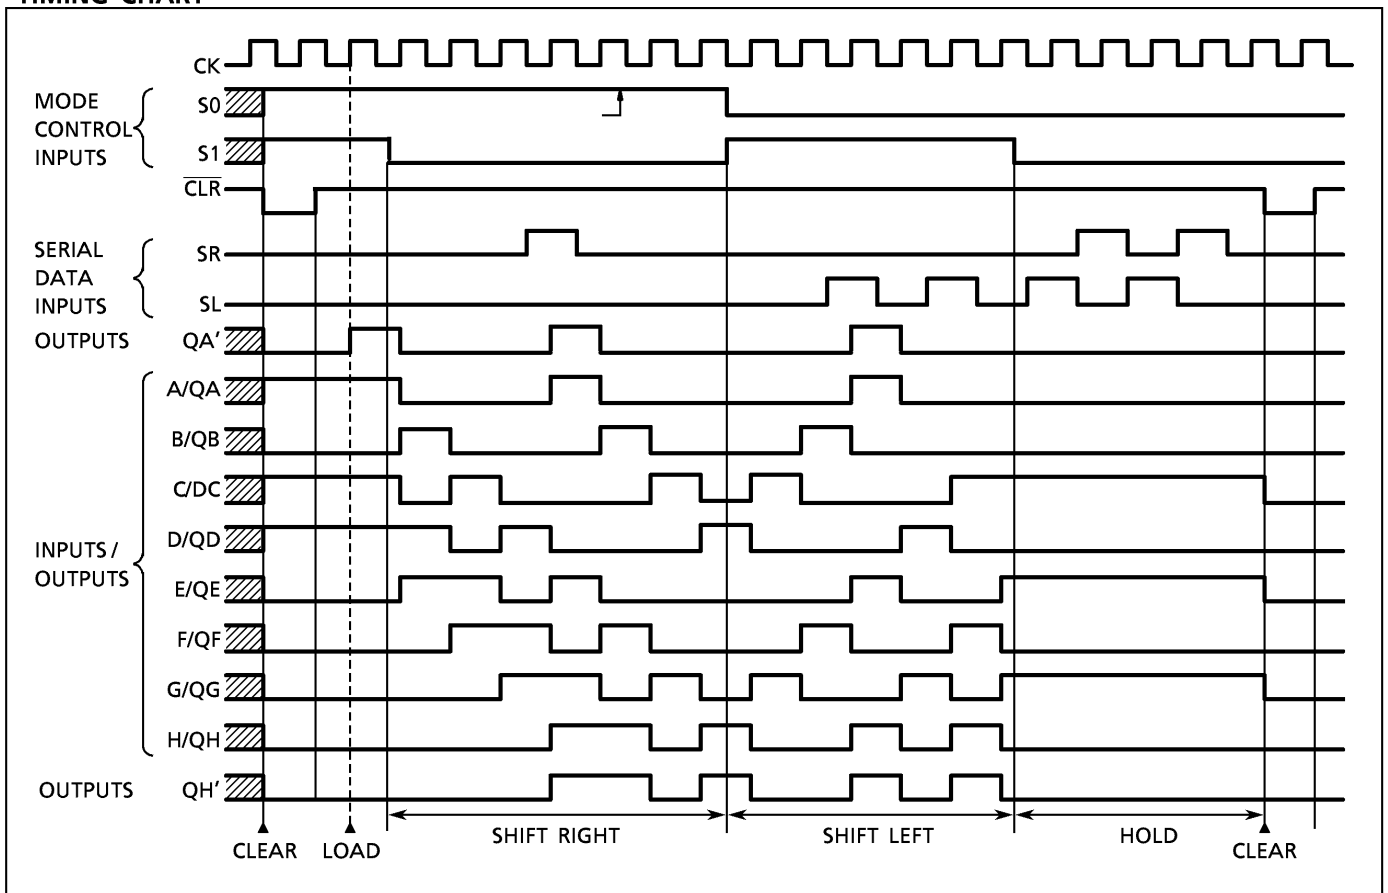 TIMING CHART
CK
MODE
CONTROL
INPUTS
S0
S1
CLR
SERIAL
DATA
INPUTS
SR
SL
OUTPUTS
QA′
A/QA
B/QB
C/DC
D/QD
INPUTS /
OUTPUTS
E/QE
F/QF
G/QG
H/QH
OUTPUTS
QH′
SHIFT RIGHT
SHIFT LEFT
HOLD
CLEAR
LOAD
CLEAR